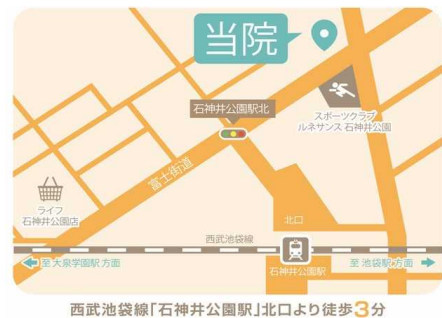 当院
石神井公園駅北
スポーツクラブ
ルネサンス 石神井公園
富士街道
ライフ
石神井公園店
北口
西武池袋線
至 大泉学園駅 方面
石神井公園駅
至 池袋駅 方面
西武池袋線「石神井公園駅」北口より徒歩3分